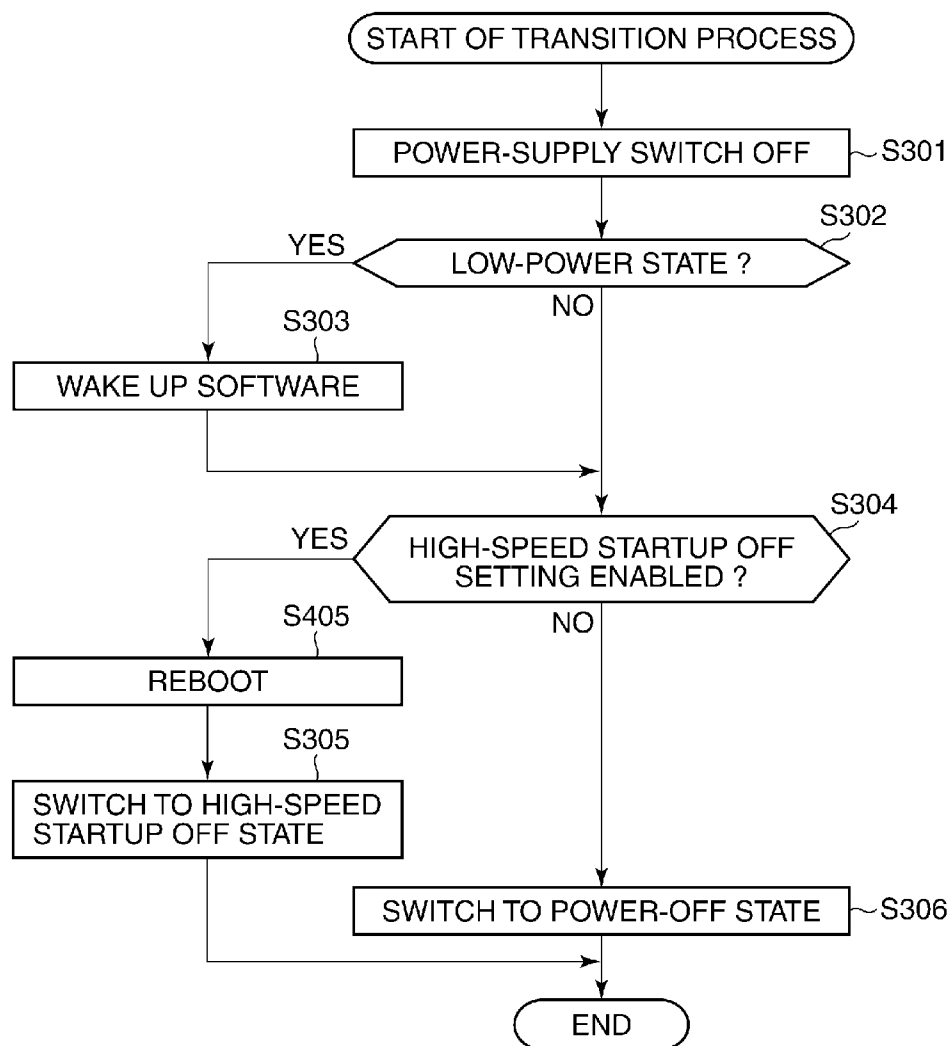 START OF TRANSITION PROCESS
POWER-SUPPLY SWITCH OFF
S301
S302
YES
LOW-POWER STATE ?
NO
S303
WAKE UP SOFTWARE
S304
YES
HIGH-SPEED STARTUP OFF
SETTING ENABLED ?
NO
S405
REBOOT
S305
SWITCH TO HIGH-SPEED
STARTUP OFF STATE
SWITCH TO POWER-OFF STATE
S306
END